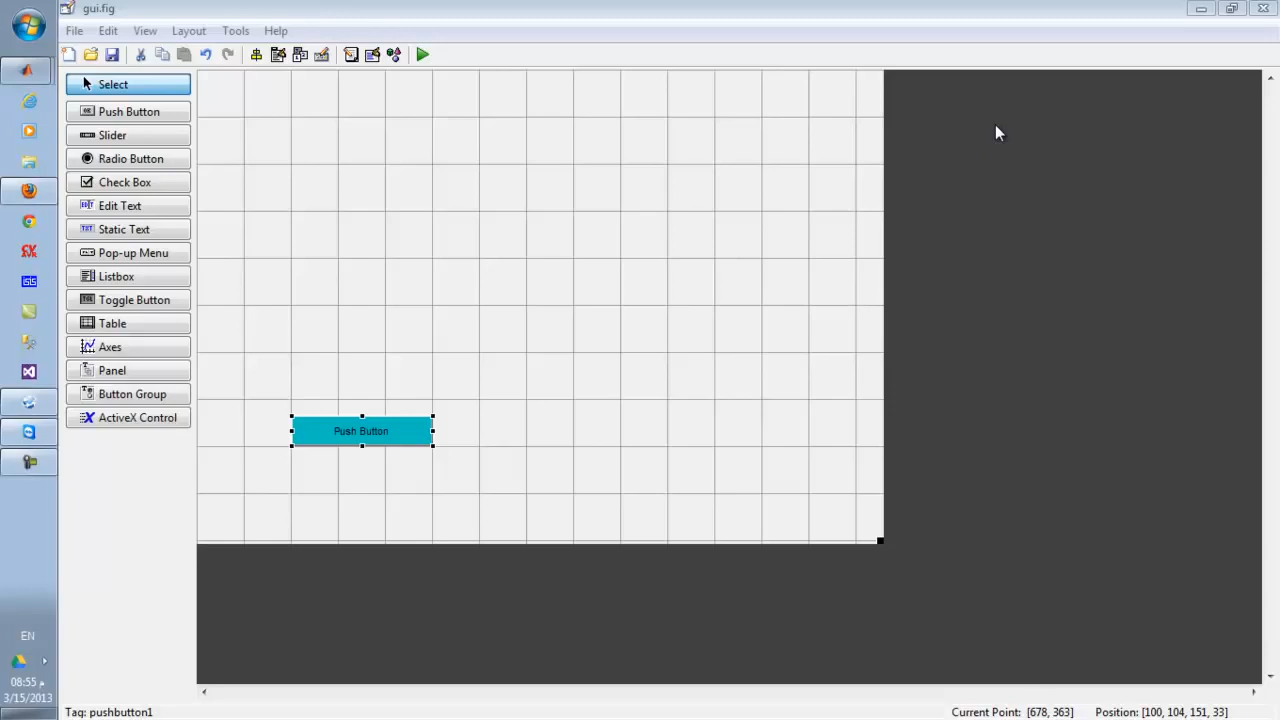 gui.fig
File Edit View Layout Tools Help
Select
Push Button
Slider
Radio Button
Check Box
Edit Text
Static Text
Pop-up Menu
Listbox
Toggle Button
Table
Axes
Panel
Button Group
ActiveX Control
Push Button
EN
08:55 م
3/15/2013
Tag: pushbutton1
Current Point: [678, 363]
Position: [100, 104, 151, 33]